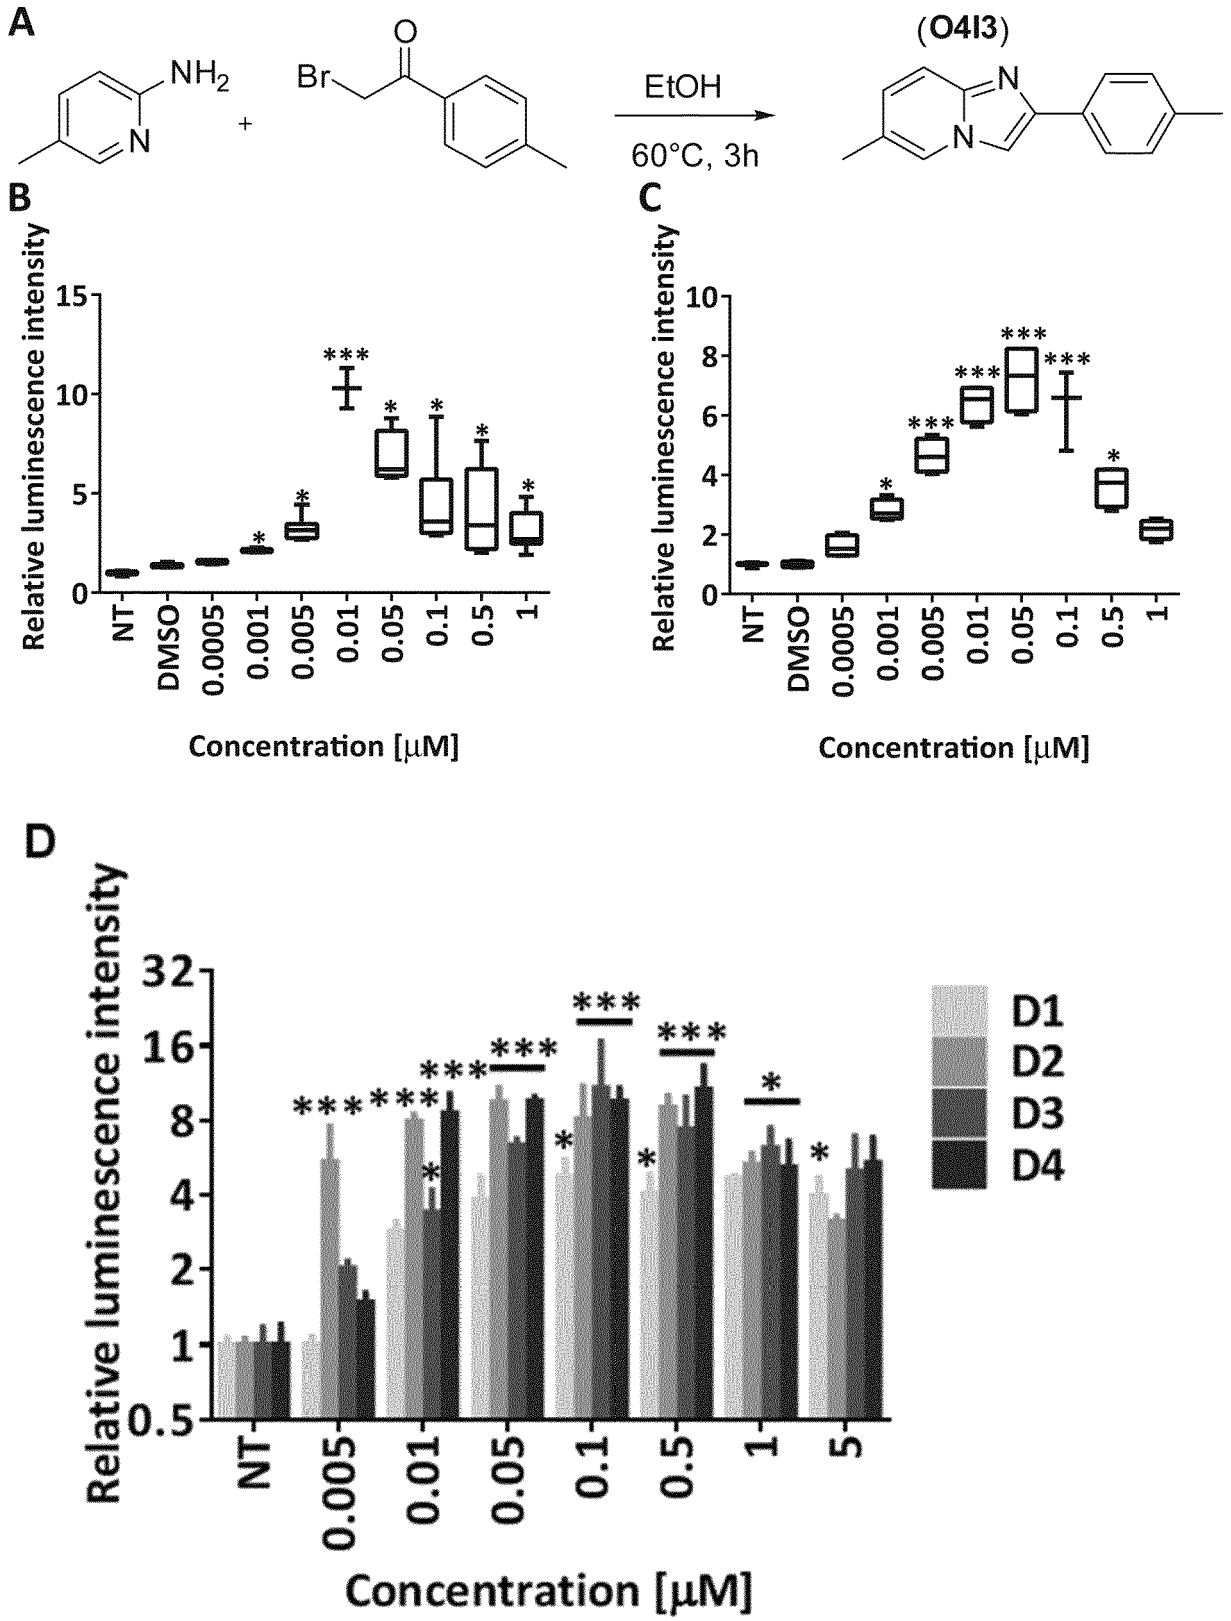 A
(O4I3)
NH2
N
+
Br
O
EtOH
60°C, 3h
N
N
B
Relative luminescence intensity
15
10
5
0
***
*
*
*
*
*
*
*
NT
DMSO
0.0005
0.001
0.005
0.01
0.05
0.1
0.5
1
Concentration [μM]
C
Relative luminescence intensity
10
8
6
4
2
0
*
***
***
***
***
*
NT
DMSO
0.0005
0.001
0.005
0.01
0.05
0.1
0.5
1
Concentration [μM]
D
Relative luminescence intensity
32
16
8
4
2
1
0.5
***
***
*
***
***
*
***
*
***
*
*
NT
0.005
0.01
0.05
0.1
0.5
1
5
Concentration [μM]
D1
D2
D3
D4